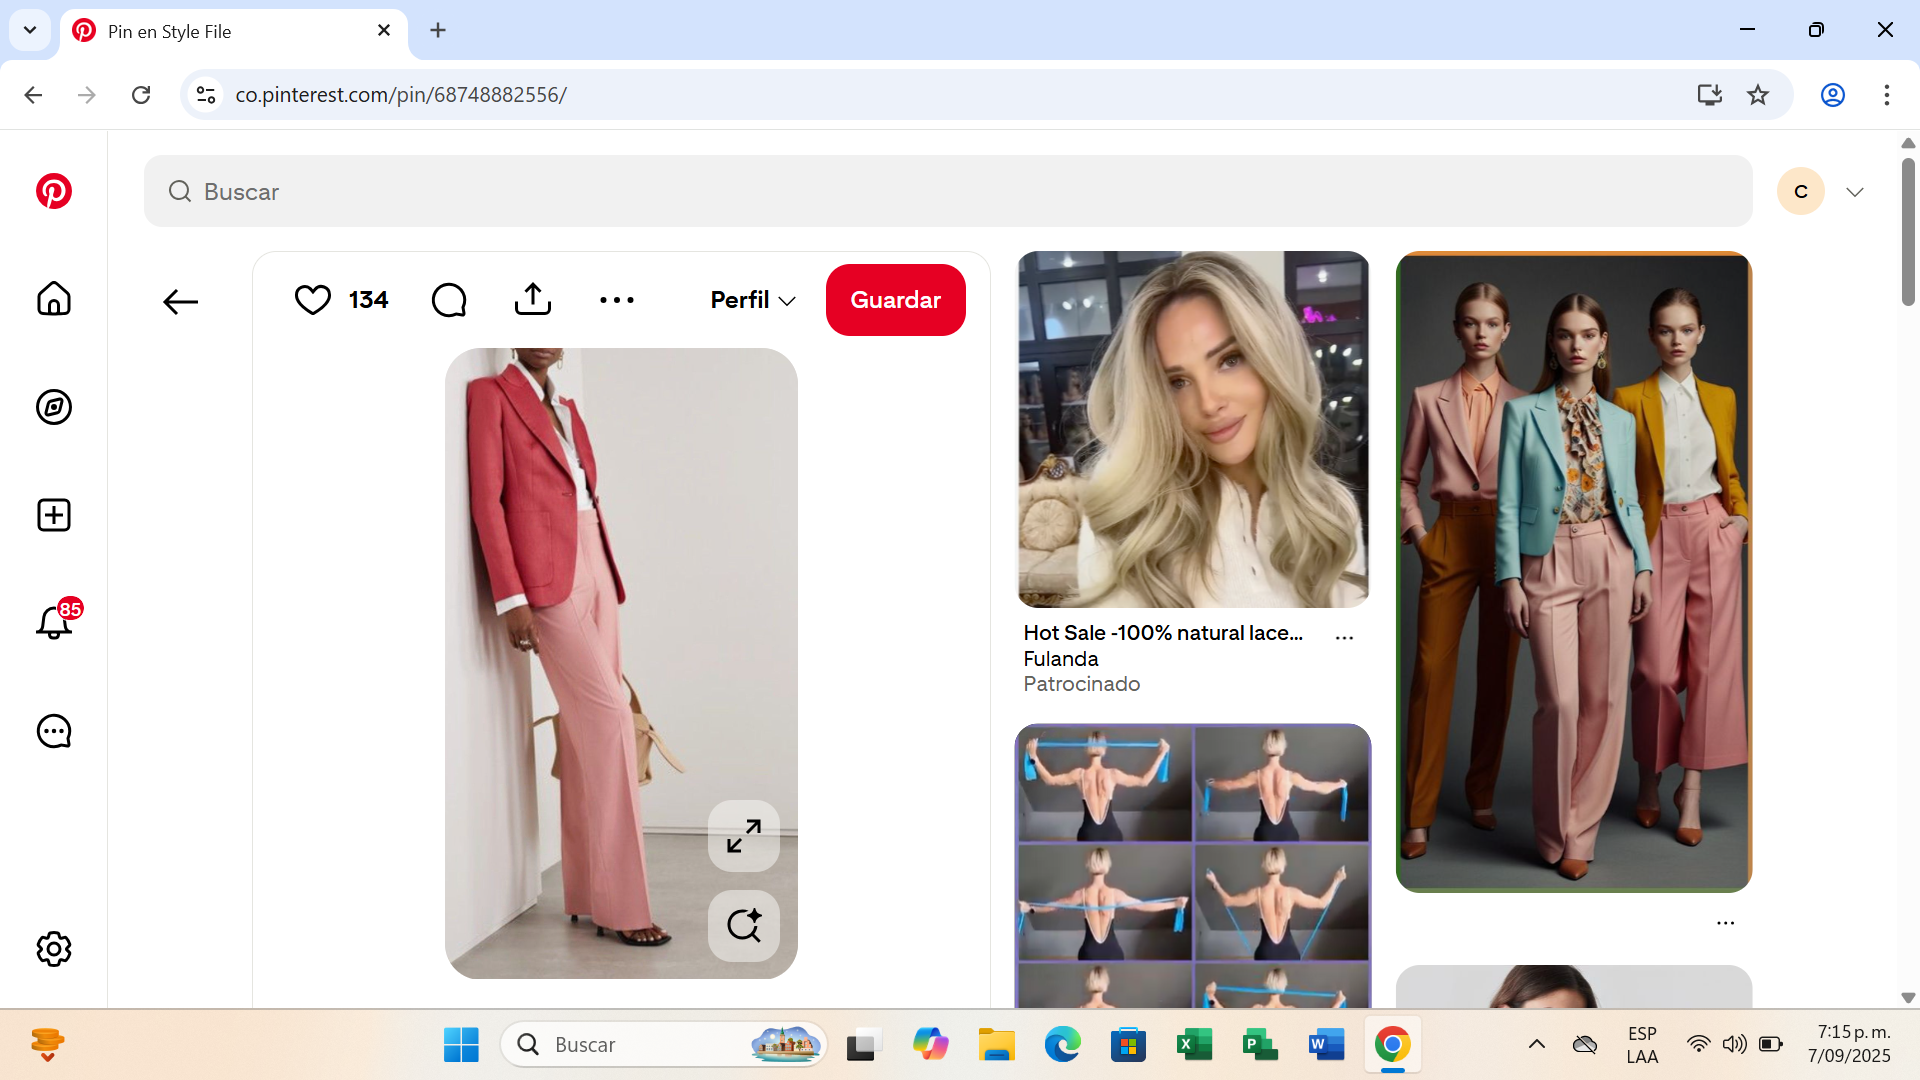 Pin en Style File
co.pinterest.com/pin/68748882556/
Buscar
C
134
Perfil
Guardar
85
Hot Sale -100% natural lace...
Fulanda
Patrocinado
Buscar
ESP
LAA
7:15 p. m.
7/09/2025